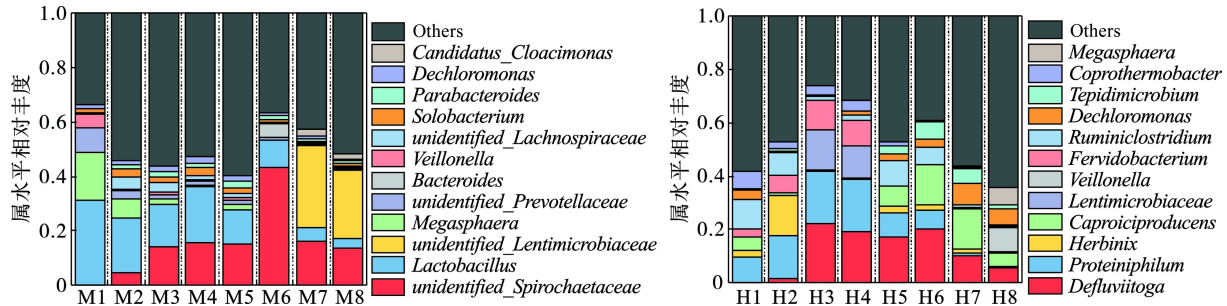 属水平相对丰度
1.0
0.8
0.6
0.4
0.2
0
M1 M2 M3 M4 M5 M6 M7 M8
Others
Candidatus_Cloacimonas
Dechloromonas
Parabacteroides
Solobacterium
unidentified_Lachnospiraceae
Veillonella
Bacteroides
unidentified_Prevotellaceae
Megasphaera
unidentified_Lentimicrobiaceae
Lactobacillus
unidentified_Spirochaetaceae
属水平相对丰度
1.0
0.8
0.6
0.4
0.2
0
H1 H2 H3 H4 H5 H6 H7 H8
Others
Megasphaera
Coprothermobacter
Tepidimicrobium
Dechloromonas
Ruminiclostridium
Fervidobacterium
Veillonella
Lentimicrobiaceae
Caproiciproducens
Herbinix
Proteiniphilum
Defluviitoga